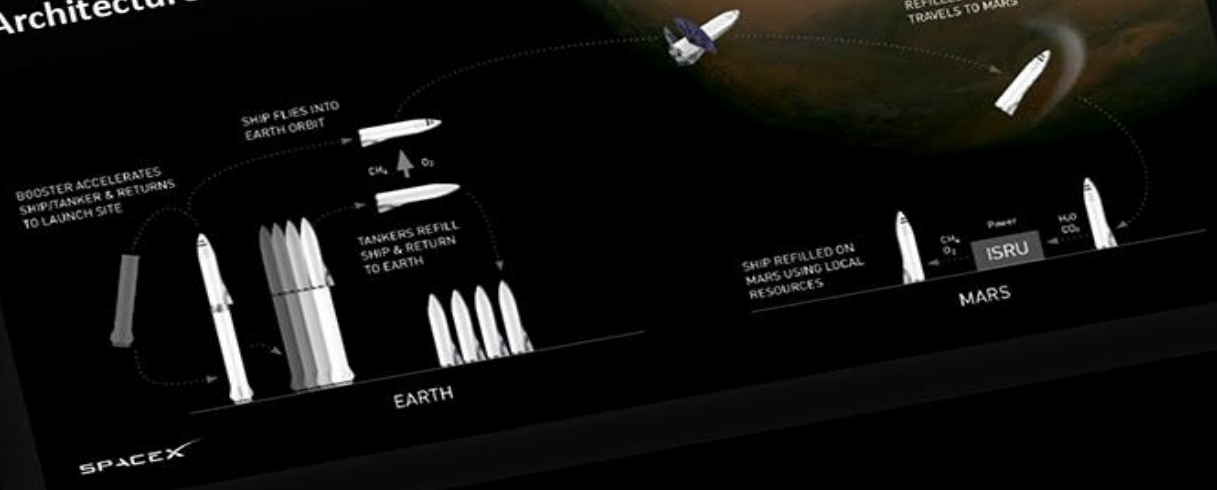 Architecture
REFILLED
TRAVELS TO MARS
SHIP FLIES INTO
EARTH ORBIT
BOOSTER ACCELERATES
SHIP/TANKER & RETURNS
TO LAUNCH SITE
CH₄ O₂
TANKERS REFILL
SHIP & RETURN
TO EARTH
SHIP REFILLED ON
MARS USING LOCAL
RESOURCES
CH₄
O₂
Power
ISRU
H₂O
CO₂
EARTH
MARS
SPACEX